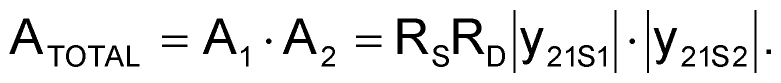 A_TOTAL = A_1 · A_2 = R_S R_D |y_21S1| · |y_21S2|.